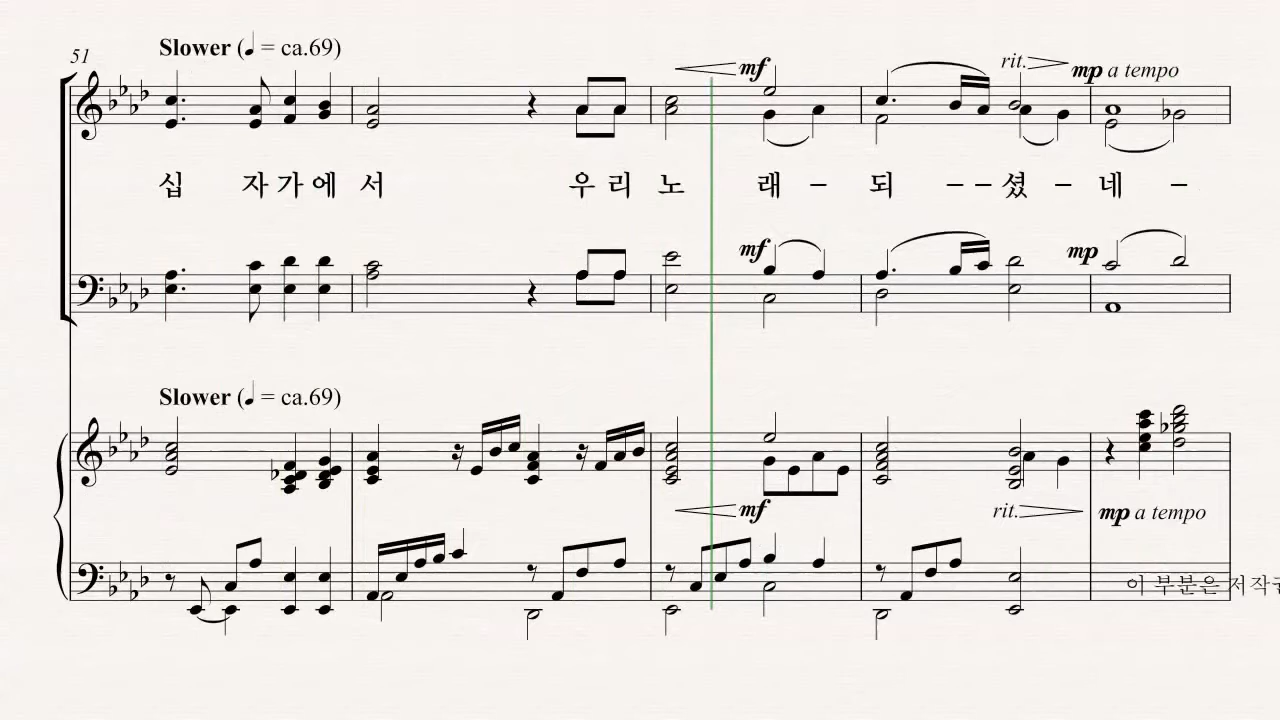 51
Slower (♩ = ca.69)
mf
rit.
mp a tempo
십 자 가 에 서 우 리 노 래 – 되 – – 셨 – 네 –
mf
mp
Slower (♩ = ca.69)
mf
rit.
mp a tempo
이 부분은 저작